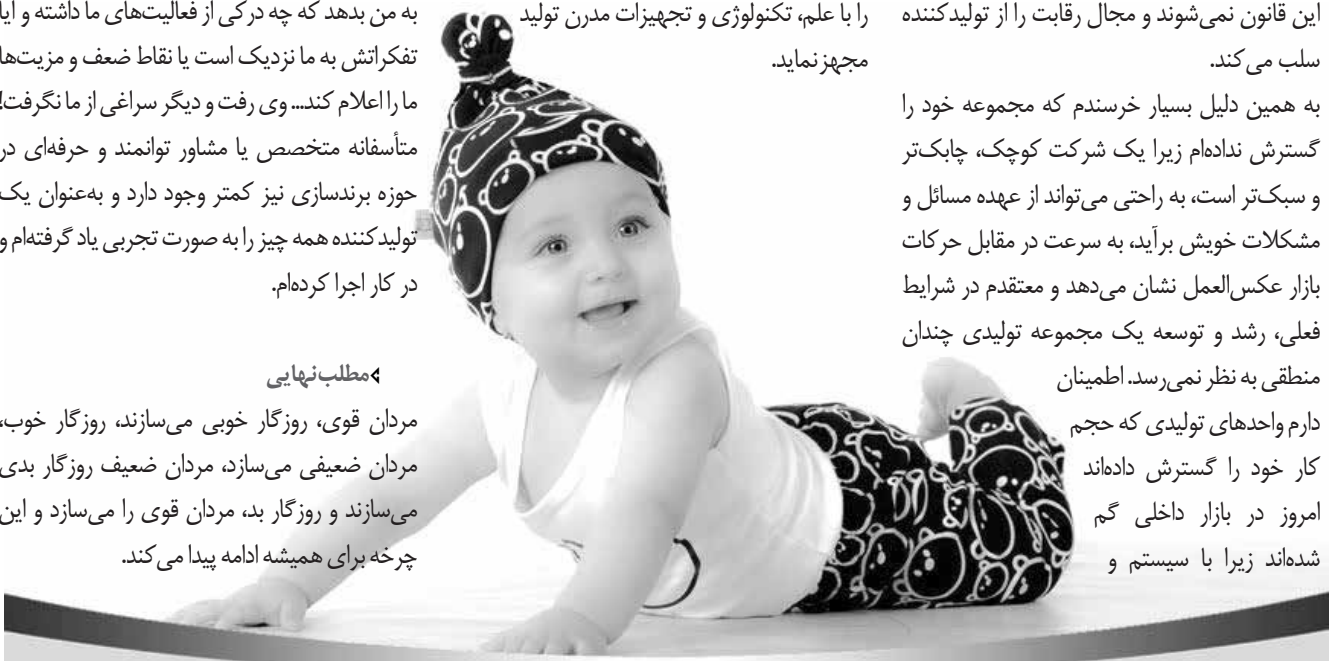 این قانون نمی‌شوند و مجال رقابت را از تولیدکننده
سلب می‌کند.
به همین دلیل بسیار خرسندم که مجموعه خود را
گسترش نداده‌ام زیرا یک شرکت کوچک، چابک‌تر
و سبک‌تر است، به راحتی می‌تواند از عهده مسائل و
مشکلات خویش برآید، به سرعت در مقابل حرکات
بازار عکس‌العمل نشان می‌دهد و معتقدم در شرایط
فعلی، رشد و توسعه یک مجموعه تولیدی چندان
منطقی به نظر نمی‌رسد. اطمینان
دارم واحدهای تولیدی که حجم
کار خود را گسترش داده‌اند
امروز در بازار داخلی گم
شده‌اند زیرا با سیستم و
را با علم، تکنولوژی و تجهیزات مدرن تولید
مجهز نماید.
به من بدهد که چه درکی از فعالیت‌های ما داشته و آیا
تفکراتش به ما نزدیک است یا نقاط ضعف و مزیت‌ها
ما را اعلام کند... وی رفت و دیگر سراغی از ما نگرفت!
متأسفانه متخصص یا مشاور توانمند و حرفه‌ای در
حوزه برندسازی نیز کمتر وجود دارد و به‌عنوان یک
تولیدکننده همه چیز را به صورت تجربی یاد گرفته‌ام و
در کار اجرا کرده‌ام.
مطلب نهایی
مردان قوی، روزگار خوبی می‌سازند، روزگار خوب،
مردان ضعیفی می‌سازد، مردان ضعیف روزگار بدی
می‌سازند و روزگار بد، مردان قوی را می‌سازد و این
چرخه برای همیشه ادامه پیدا می‌کند.